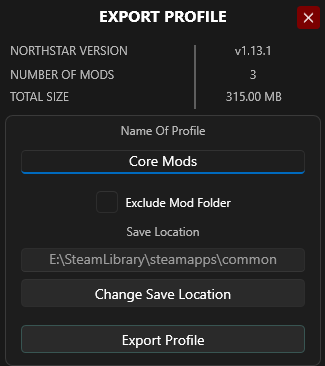 EXPORT PROFILE
NORTHSTAR VERSION v1.13.1
NUMBER OF MODS 3
TOTAL SIZE 315.00 MB
Name Of Profile
Core Mods
Exclude Mod Folder
Save Location
E:\SteamLibrary\steamapps\common
Change Save Location
Export Profile